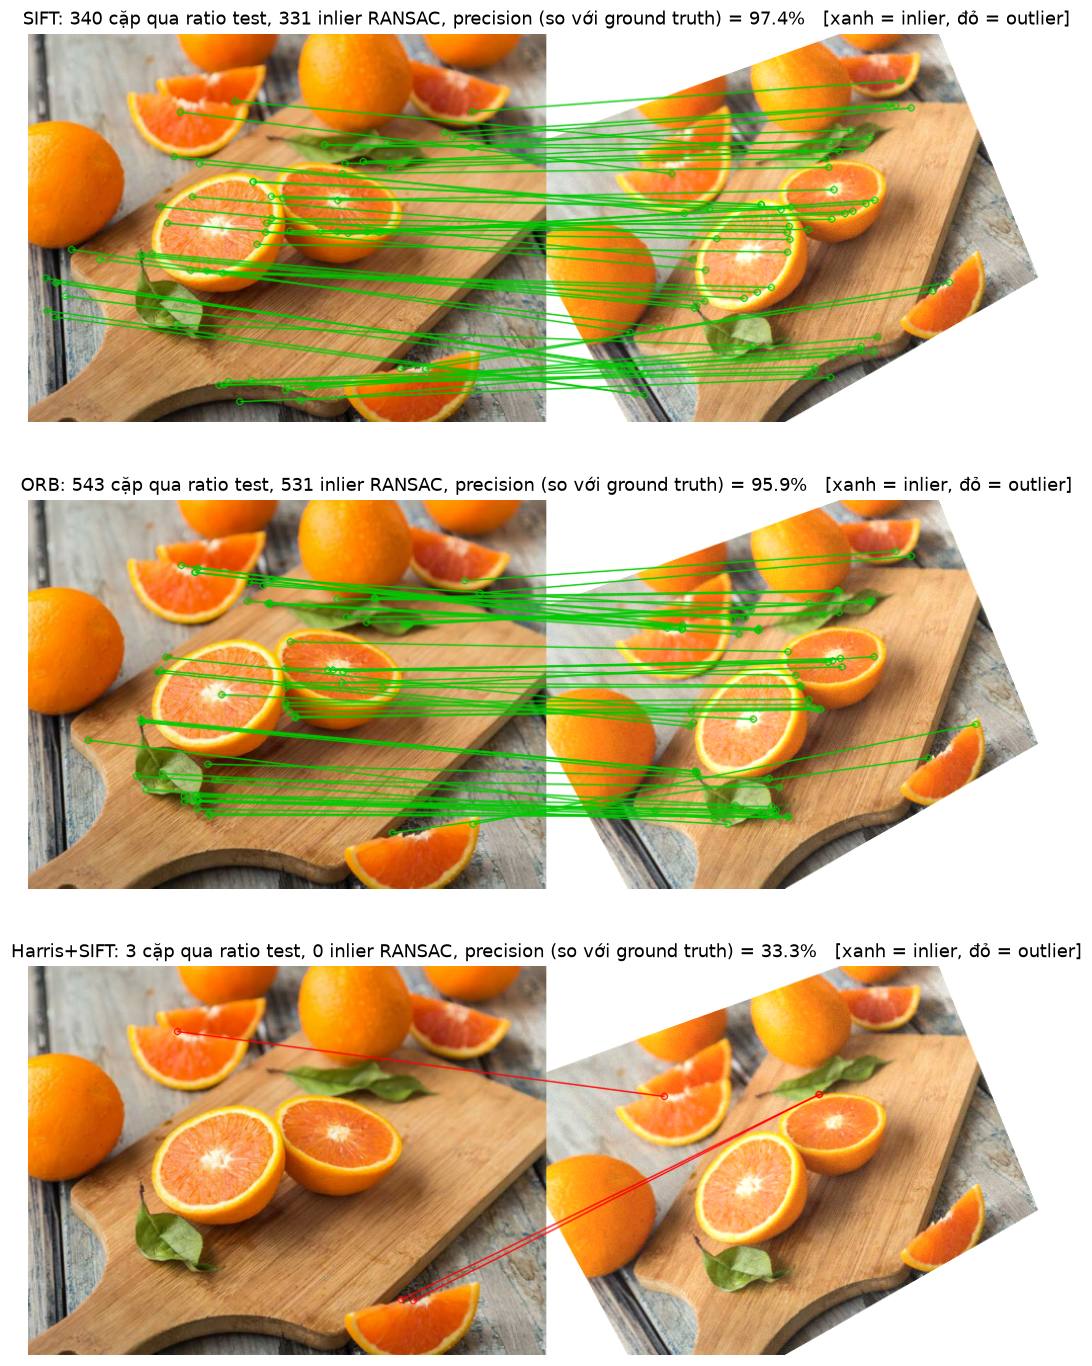 SIFT: 340 cặp qua ratio test, 331 inlier RANSAC, precision (so với ground truth) = 97.4%   [xanh = inlier, đỏ = outlier]
ORB: 543 cặp qua ratio test, 531 inlier RANSAC, precision (so với ground truth) = 95.9%   [xanh = inlier, đỏ = outlier]
Harris+SIFT: 3 cặp qua ratio test, 0 inlier RANSAC, precision (so với ground truth) = 33.3%   [xanh = inlier, đỏ = outlier]